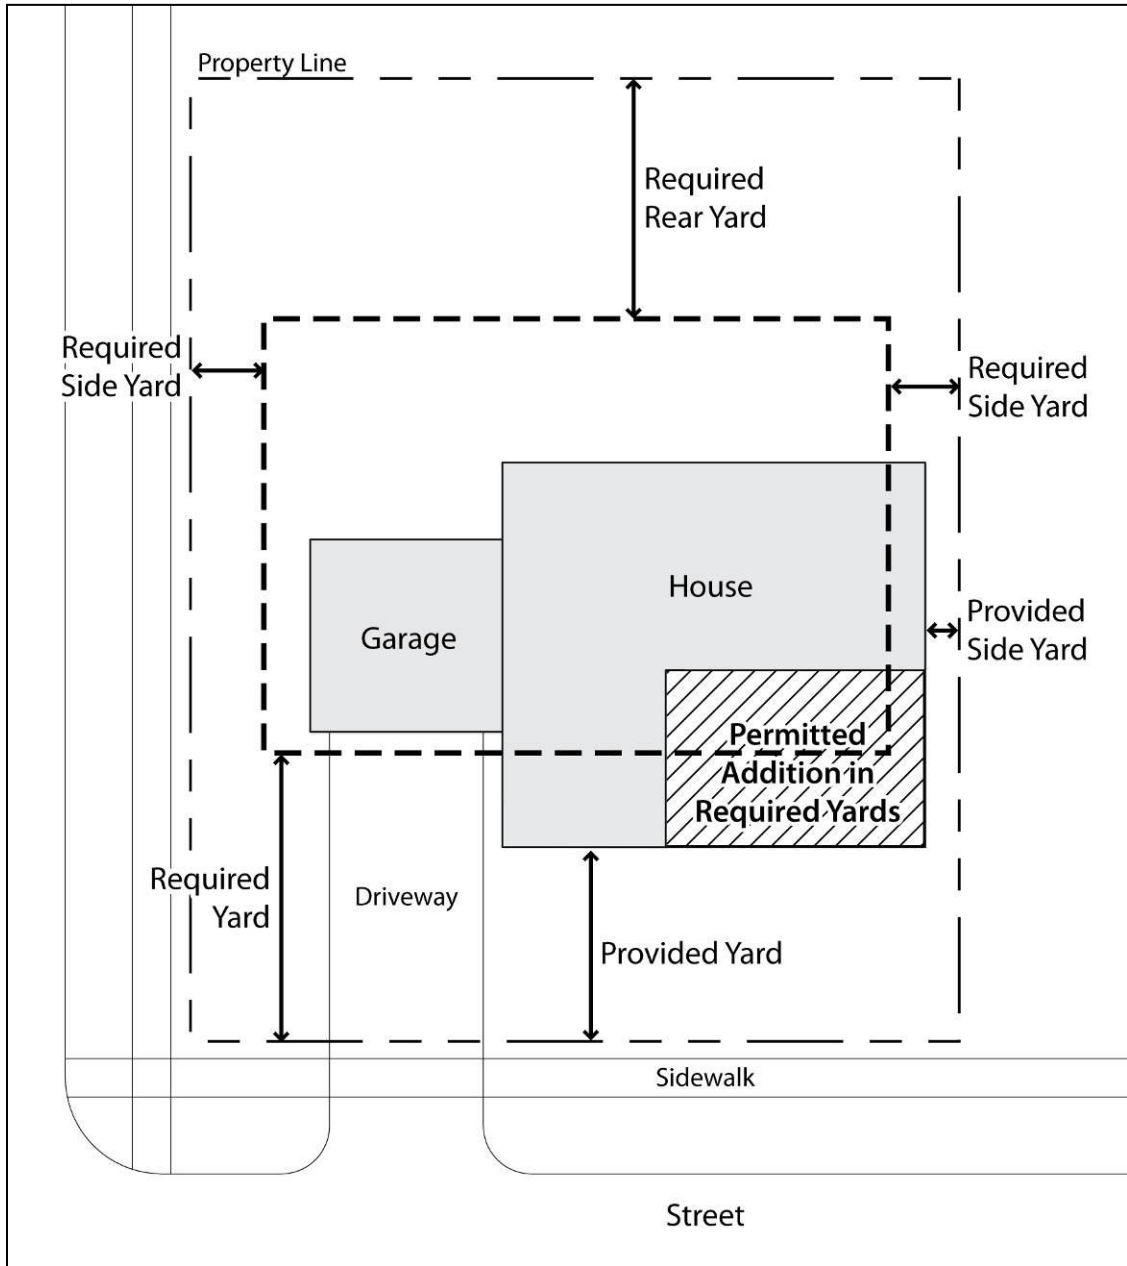 Property Line
Required
Rear Yard
Required
Side Yard
Required
Side Yard
House
Garage
Provided
Side Yard
Permitted
Addition in
Required Yards
Required
Yard
Driveway
Provided Yard
Sidewalk
Street